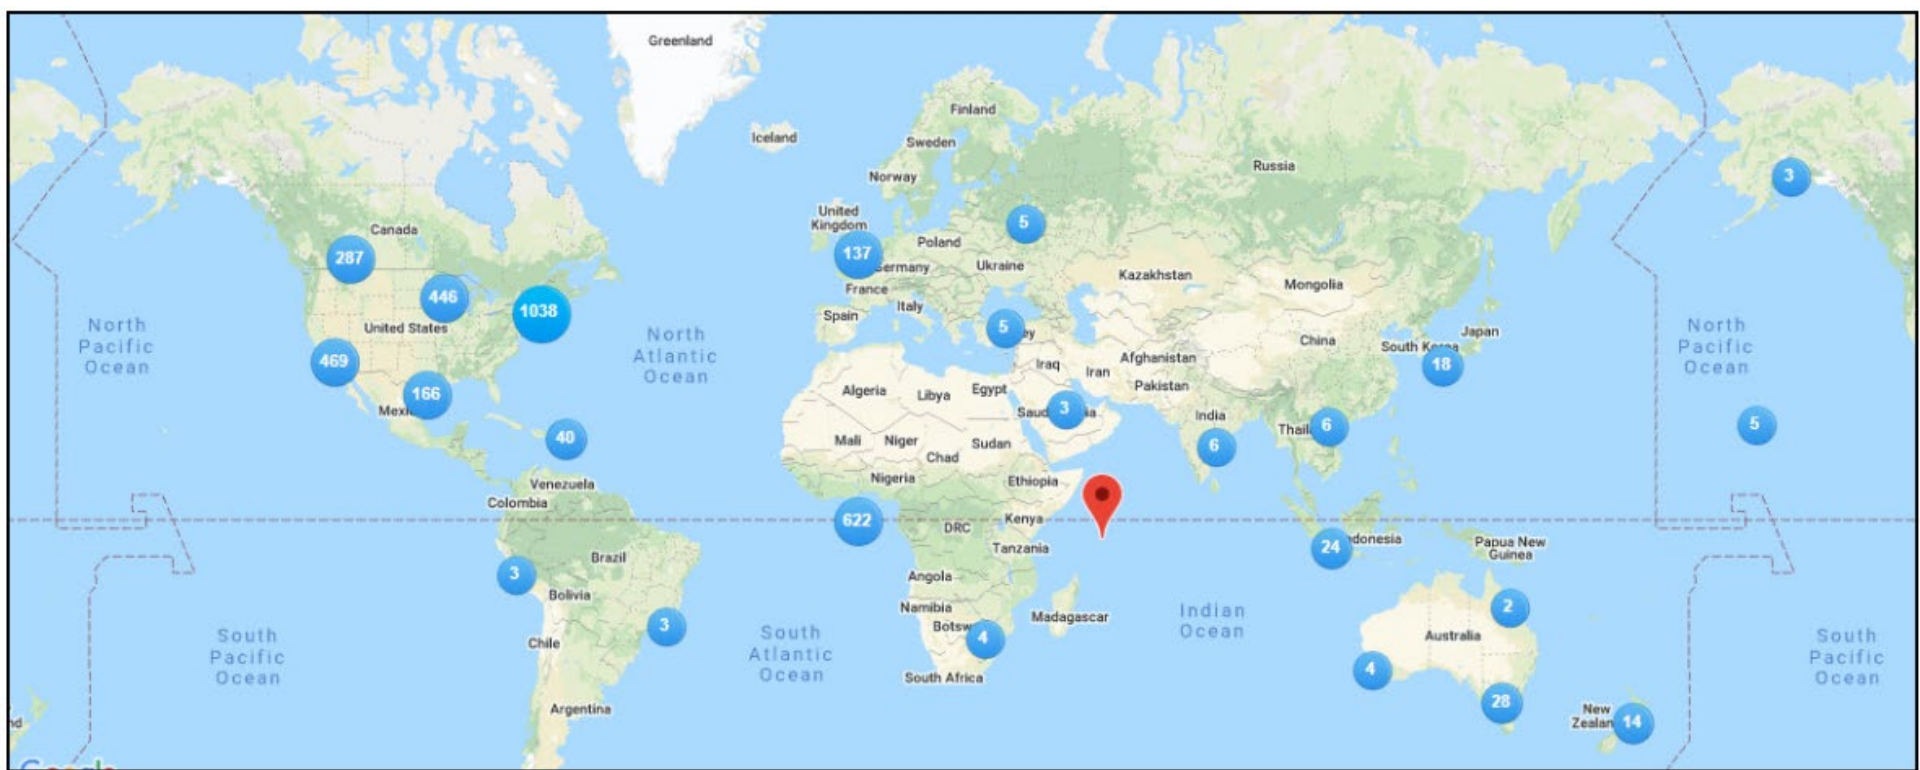 Greenland
Iceland
Finland
Sweden
Norway
Russia
United
Kingdom
Canada
287
446
1038
United States
469
166
40
137
5
Poland
Ukraine
France
Italy
Spain
5
Kazakhstan
Mongolia
China
Japan
18
3
5
North
Pacific
Ocean
North
Atlantic
Ocean
North
Pacific
Ocean
Iraq
Iran
Afghanistan
Pakistan
Algeria
Libya
Egypt
3
India
6
6
Mali
Niger
Chad
Sudan
Nigeria
Ethiopia
Venezuela
Colombia
622
DRC
Kenya
Tanzania
24
Papua New
Guinea
3
Brazil
Bolivia
3
Chile
Argentina
Angola
Namibia
4
South Africa
Madagascar
2
Australia
4
28
New
14
South
Pacific
Ocean
South
Atlantic
Ocean
Indian
Ocean
South
Pacific
Ocean